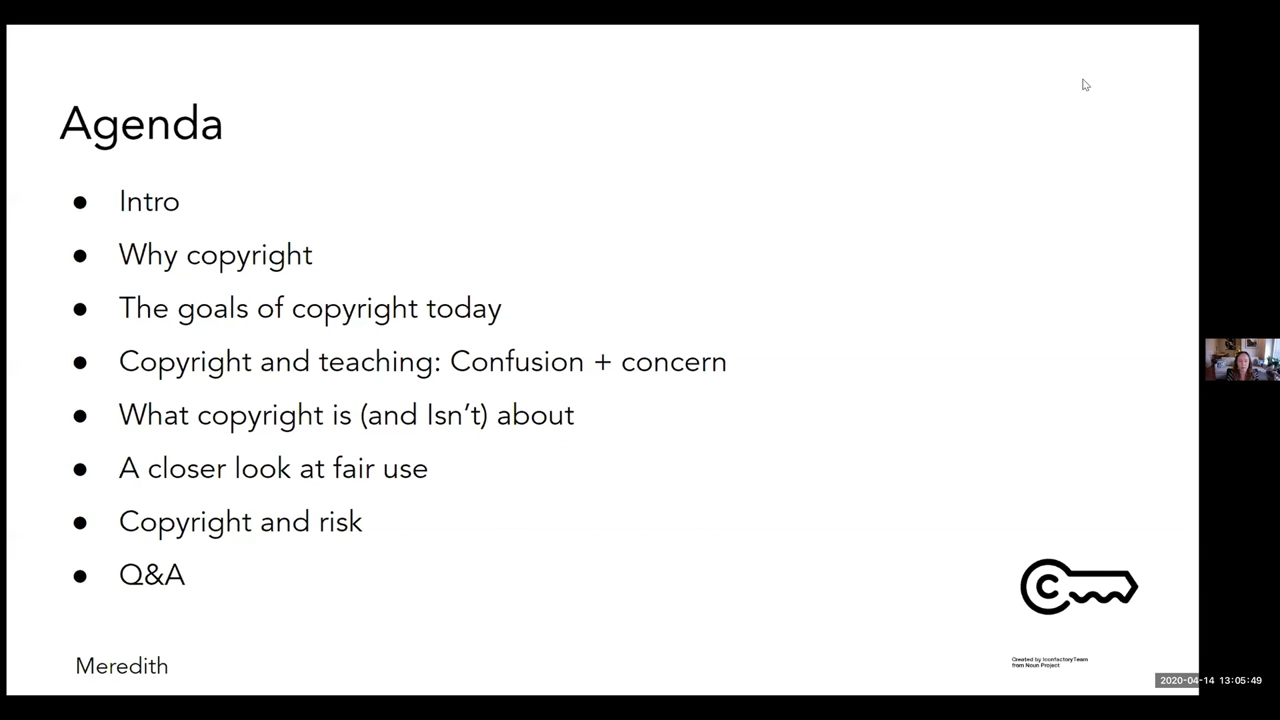 Agenda
● Intro
● Why copyright
● The goals of copyright today
● Copyright and teaching: Confusion + concern
● What copyright is (and Isn’t) about
● A closer look at fair use
● Copyright and risk
● Q&A
C
Meredith
Created by IconfactoryTeam
from Noun Project
2020-04-14 13:05:49